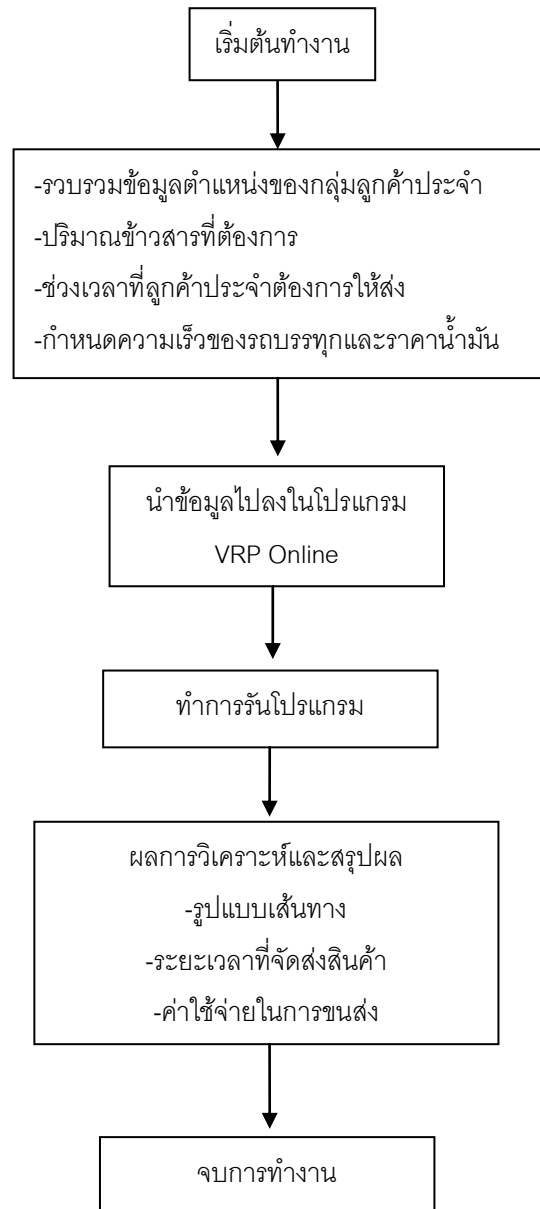 เริ่มต้นทำงาน
-รวบรวมข้อมูลตำแหน่งของกลุ่มลูกค้าประจำ
-ปริมาณข้าวสารที่ต้องการ
-ช่วงเวลาที่ลูกค้าประจำต้องการให้ส่ง
-กำหนดความเร็วของรถบรรทุกและราคาน้ำมัน
นำข้อมูลไปลงในโปรแกรม
VRP Online
ทำการรันโปรแกรม
ผลการวิเคราะห์และสรุปผล
-รูปแบบเส้นทาง
-ระยะเวลาที่จัดส่งสินค้า
-ค่าใช้จ่ายในการขนส่ง
จบการทำงาน